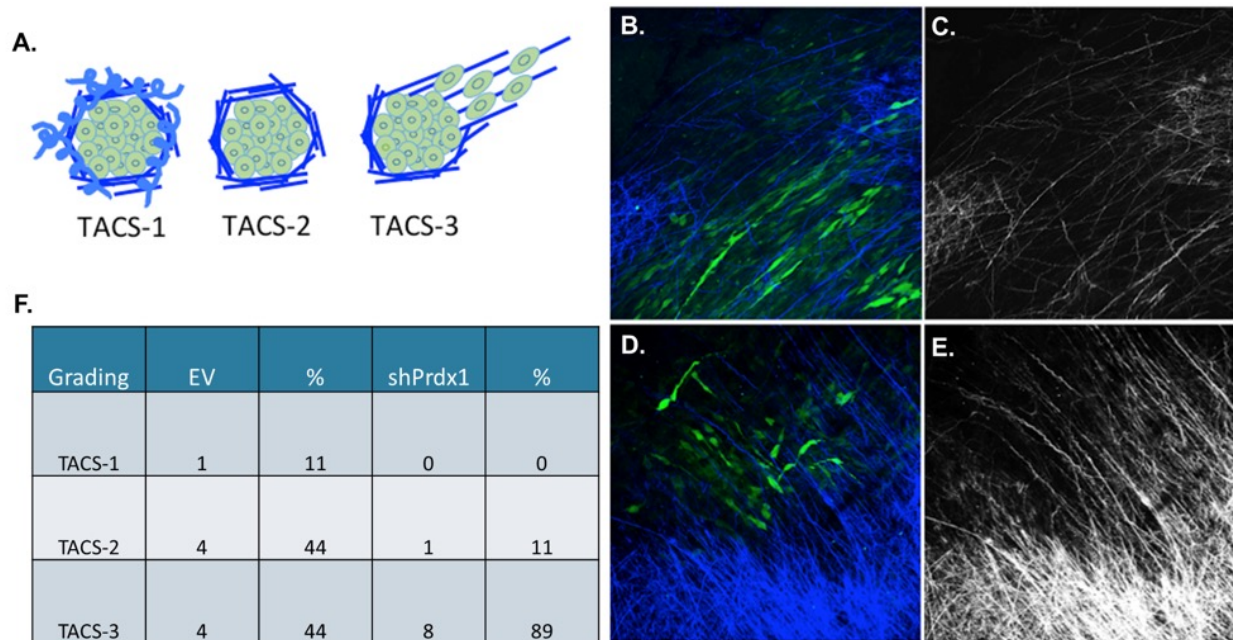 A.
TACS-1 TACS-2 TACS-3
B.
C.
D.
E.
F.
Grading EV % shPrdx1 %
TACS-1 1 11 0 0
TACS-2 4 44 1 11
TACS-3 4 44 8 89